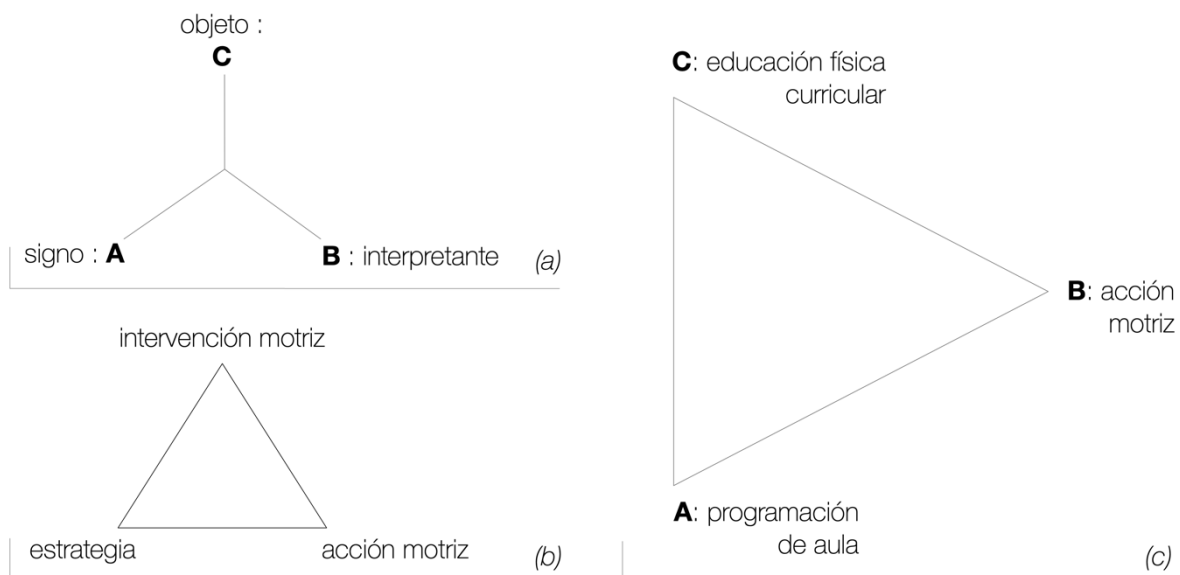 objeto :
C
signo : A
B : interpretante
(a)
intervención motriz
estrategia
acción motriz
(b)
C: educación física
curricular
B: acción
motriz
A: programación
de aula
(c)